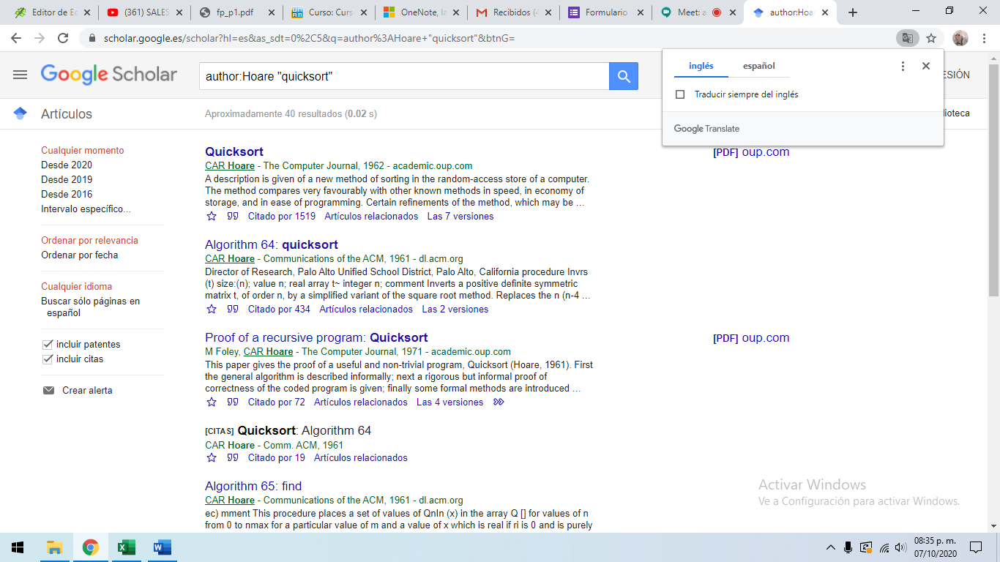 Editor de Ec
(361) SALES
fp_p1.pdf
Curso: Curs
OneNote, la
Recibidos (4
Formulario
Meet: a
author:Hoar
scholar.google.es/scholar?hl=es&as_sdt=0%2C5&q=author%3AHoare+"quicksort"&btnG=
Google Scholar
author:Hoare "quicksort"
ESIÓN
inglés español
Traducir siempre del inglés
Google Translate
Artículos
Aproximadamente 40 resultados (0.02 s)
lioteca
Cualquier momento
Desde 2020
Desde 2019
Desde 2016
Intervalo específico...
Ordenar por relevancia
Ordenar por fecha
Cualquier idioma
Buscar sólo páginas en
español
incluir patentes
incluir citas
Crear alerta
Quicksort
[PDF] oup.com
CAR Hoare - The Computer Journal, 1962 - academic.oup.com
A description is given of a new method of sorting in the random-access store of a computer.
The method compares very favourably with other known methods in speed, in economy of
storage, and in ease of programming. Certain refinements of the method, which may be ...
Citado por 1519 Artículos relacionados Las 7 versiones
Algorithm 64: quicksort
CAR Hoare - Communications of the ACM, 1961 - dl.acm.org
Director of Research, Palo Alto Unified School District, Palo Alto, California procedure Invrs
(t) size:(n); value n; real array t~ integer n; comment Inverts a positive definite symmetric
matrix t, of order n, by a simplified variant of the square root method. Replaces the n (n-4 ...
Citado por 434 Artículos relacionados Las 2 versiones
Proof of a recursive program: Quicksort
[PDF] oup.com
M Foley, CAR Hoare - The Computer Journal, 1971 - academic.oup.com
This paper gives the proof of a useful and non-trivial program, Quicksort (Hoare, 1961). First
the general algorithm is described informally; next a rigorous but informal proof of
correctness of the coded program is given; finally some formal methods are introduced ...
Citado por 72 Artículos relacionados Las 4 versiones
[CITAS] Quicksort: Algorithm 64
CAR Hoare - Comm. ACM, 1961
Citado por 19 Artículos relacionados
Algorithm 65: find
CAR Hoare - Communications of the ACM, 1961 - dl.acm.org
ec) mment This procedure places a set of values of QnIn (x) in the array Q [] for values of n
from 0 to nmax for a particular value of m and a value of x which is real if ri is 0 and is purely
Activar Windows
Ve a Configuración para activar Windows.
08:35 p. m.
07/10/2020